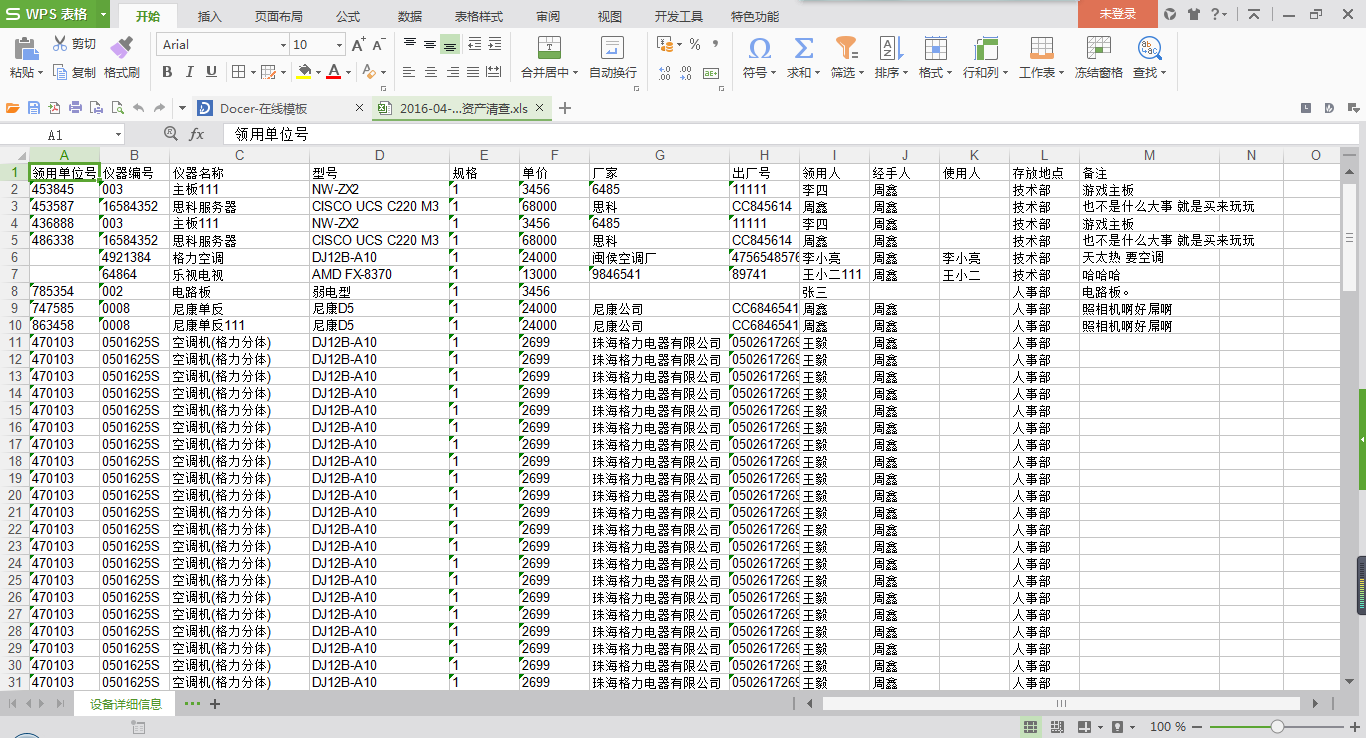 WPS 表格 开始 插入 页面布局 公式 数据 表格样式 审阅 视图 开发工具 特色功能 未登录
剪切 Arial 10
粘贴 复制 格式刷 B I U 合并居中 自动换行 符号 求和 筛选 排序 格式 行和列 工作表 冻结窗格 查找
Docer-在线模板 2016-04-...资产清查.xls
A1 fx 领用单位号
A B C D E F G H I J K L M N O
1 领用单位号 仪器编号 仪器名称 型号 规格 单价 厂家 出厂号 领用人 经手人 使用人 存放地点 备注
2 453845 003 主板111 NW-ZX2 1 3456 6485 11111 李四 周鑫 技术部 游戏主板
3 453587 16584352 思科服务器 CISCO UCS C220 M3 1 68000 思科 CC845614 周鑫 周鑫 技术部 也不是什么大事 就是买来玩玩
4 436888 003 主板111 NW-ZX2 1 3456 6485 11111 李四 周鑫 技术部 游戏主板
5 486338 16584352 思科服务器 CISCO UCS C220 M3 1 68000 思科 CC845614 周鑫 周鑫 技术部 也不是什么大事 就是买来玩玩
6 4921384 格力空调 DJ12B-A10 1 24000 闽侯空调厂 4756548576 李小亮 周鑫 李小亮 技术部 天太热 要空调
7 64864 乐视电视 AMD FX-8370 1 13000 9846541 89741 王小二111 周鑫 王小二 技术部 哈哈哈
8 785354 002 电路板 弱电型 1 3456 张三 人事部 电路板。
9 747585 0008 尼康单反 尼康D5 1 24000 尼康公司 CC6846541 周鑫 周鑫 人事部 照相机啊好屌啊
10 863458 0008 尼康单反111 尼康D5 1 24000 尼康公司 CC6846541 周鑫 周鑫 人事部 照相机啊好屌啊
11 470103 0501625S 空调机(格力分体) DJ12B-A10 1 2699 珠海格力电器有限公司 0502617269 王毅 周鑫 人事部
12 470103 0501625S 空调机(格力分体) DJ12B-A10 1 2699 珠海格力电器有限公司 0502617269 王毅 周鑫 人事部
13 470103 0501625S 空调机(格力分体) DJ12B-A10 1 2699 珠海格力电器有限公司 0502617269 王毅 周鑫 人事部
14 470103 0501625S 空调机(格力分体) DJ12B-A10 1 2699 珠海格力电器有限公司 0502617269 王毅 周鑫 人事部
15 470103 0501625S 空调机(格力分体) DJ12B-A10 1 2699 珠海格力电器有限公司 0502617269 王毅 周鑫 人事部
16 470103 0501625S 空调机(格力分体) DJ12B-A10 1 2699 珠海格力电器有限公司 0502617269 王毅 周鑫 人事部
17 470103 0501625S 空调机(格力分体) DJ12B-A10 1 2699 珠海格力电器有限公司 0502617269 王毅 周鑫 人事部
18 470103 0501625S 空调机(格力分体) DJ12B-A10 1 2699 珠海格力电器有限公司 0502617269 王毅 周鑫 人事部
19 470103 0501625S 空调机(格力分体) DJ12B-A10 1 2699 珠海格力电器有限公司 0502617269 王毅 周鑫 人事部
20 470103 0501625S 空调机(格力分体) DJ12B-A10 1 2699 珠海格力电器有限公司 0502617269 王毅 周鑫 人事部
21 470103 0501625S 空调机(格力分体) DJ12B-A10 1 2699 珠海格力电器有限公司 0502617269 王毅 周鑫 人事部
22 470103 0501625S 空调机(格力分体) DJ12B-A10 1 2699 珠海格力电器有限公司 0502617269 王毅 周鑫 人事部
23 470103 0501625S 空调机(格力分体) DJ12B-A10 1 2699 珠海格力电器有限公司 0502617269 王毅 周鑫 人事部
24 470103 0501625S 空调机(格力分体) DJ12B-A10 1 2699 珠海格力电器有限公司 0502617269 王毅 周鑫 人事部
25 470103 0501625S 空调机(格力分体) DJ12B-A10 1 2699 珠海格力电器有限公司 0502617269 王毅 周鑫 人事部
26 470103 0501625S 空调机(格力分体) DJ12B-A10 1 2699 珠海格力电器有限公司 0502617269 王毅 周鑫 人事部
27 470103 0501625S 空调机(格力分体) DJ12B-A10 1 2699 珠海格力电器有限公司 0502617269 王毅 周鑫 人事部
28 470103 0501625S 空调机(格力分体) DJ12B-A10 1 2699 珠海格力电器有限公司 0502617269 王毅 周鑫 人事部
29 470103 0501625S 空调机(格力分体) DJ12B-A10 1 2699 珠海格力电器有限公司 0502617269 王毅 周鑫 人事部
30 470103 0501625S 空调机(格力分体) DJ12B-A10 1 2699 珠海格力电器有限公司 0502617269 王毅 周鑫 人事部
31 470103 0501625S 空调机(格力分体) DJ12B-A10 1 2699 珠海格力电器有限公司 0502617269 王毅 周鑫 人事部
设备详细信息
100 %